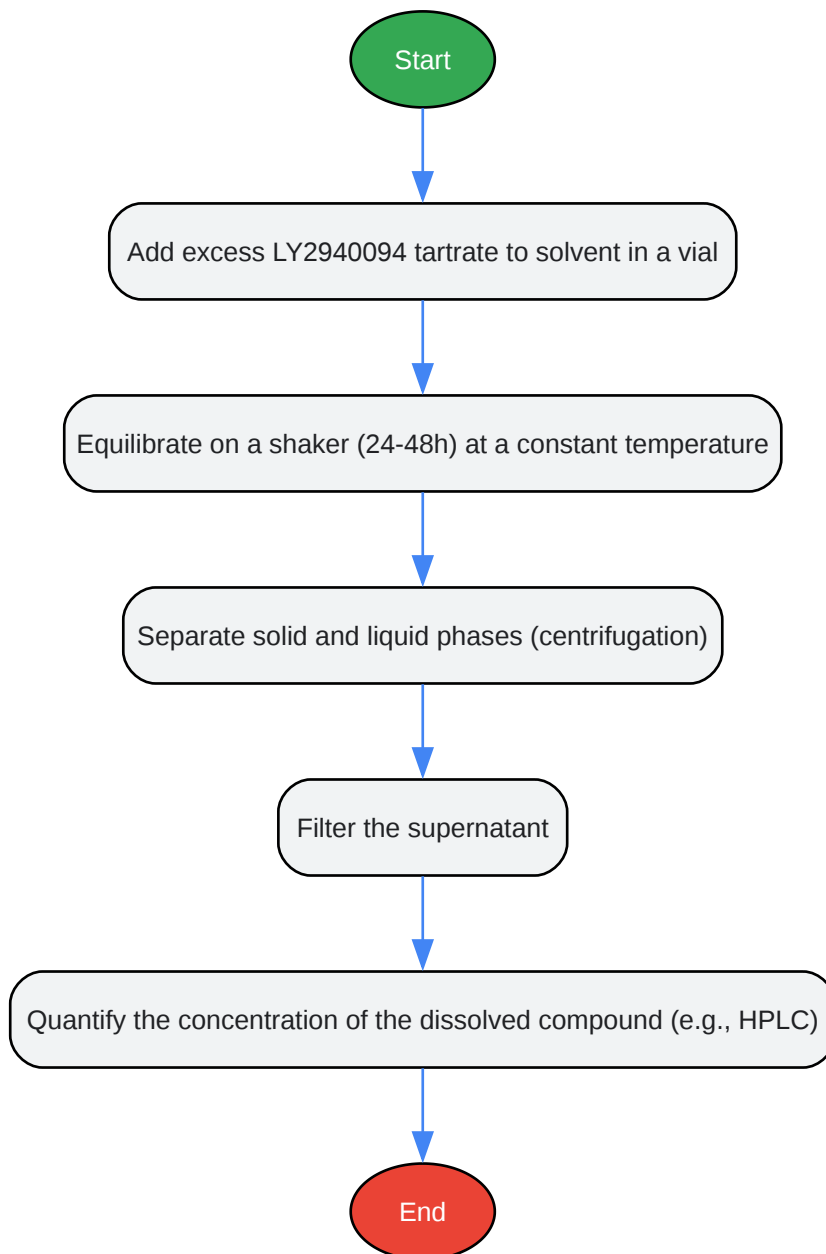 Start
Add excess LY2940094 tartrate to solvent in a vial
Equilibrate on a shaker (24-48h) at a constant temperature
Separate solid and liquid phases (centrifugation)
Filter the supernatant
Quantify the concentration of the dissolved compound (e.g., HPLC)
End